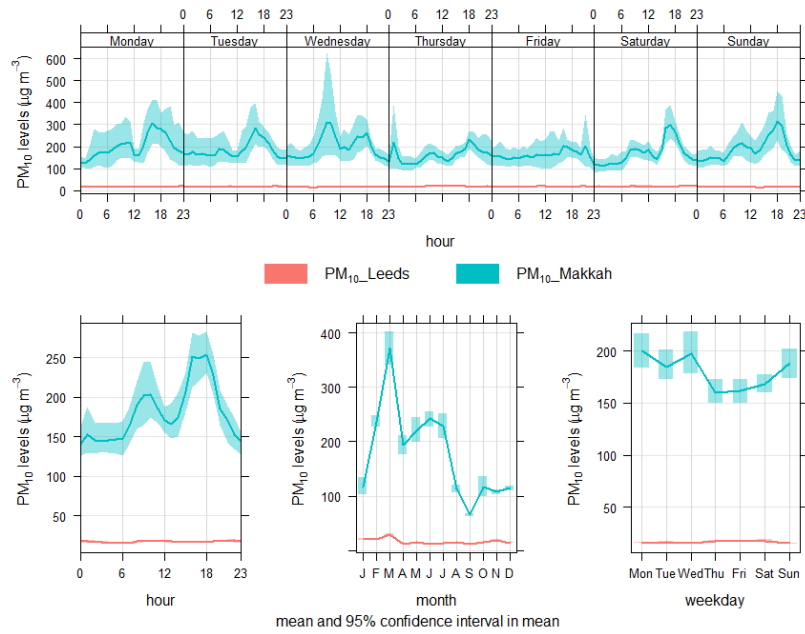 0 6 12 18 23 0 6 12 18 23 0 6 12 18 23
Monday Tuesday Wednesday Thursday Friday Saturday Sunday
PM10 levels (μg m−3)
600
500
400
300
200
100
0
0 6 12 18 23 0 6 12 18 23 0 6 12 18 23 0 6 12 18 23
hour
PM10_Leeds PM10_Makkah
PM10 levels (μg m−3)
250
200
150
100
50
0 6 12 18 23
hour
PM10 levels (μg m−3)
400
300
200
100
J F M A M J J A S O N D
month
PM10 levels (μg m−3)
200
150
100
50
Mon Tue Wed Thu Fri Sat Sun
weekday
mean and 95% confidence interval in mean